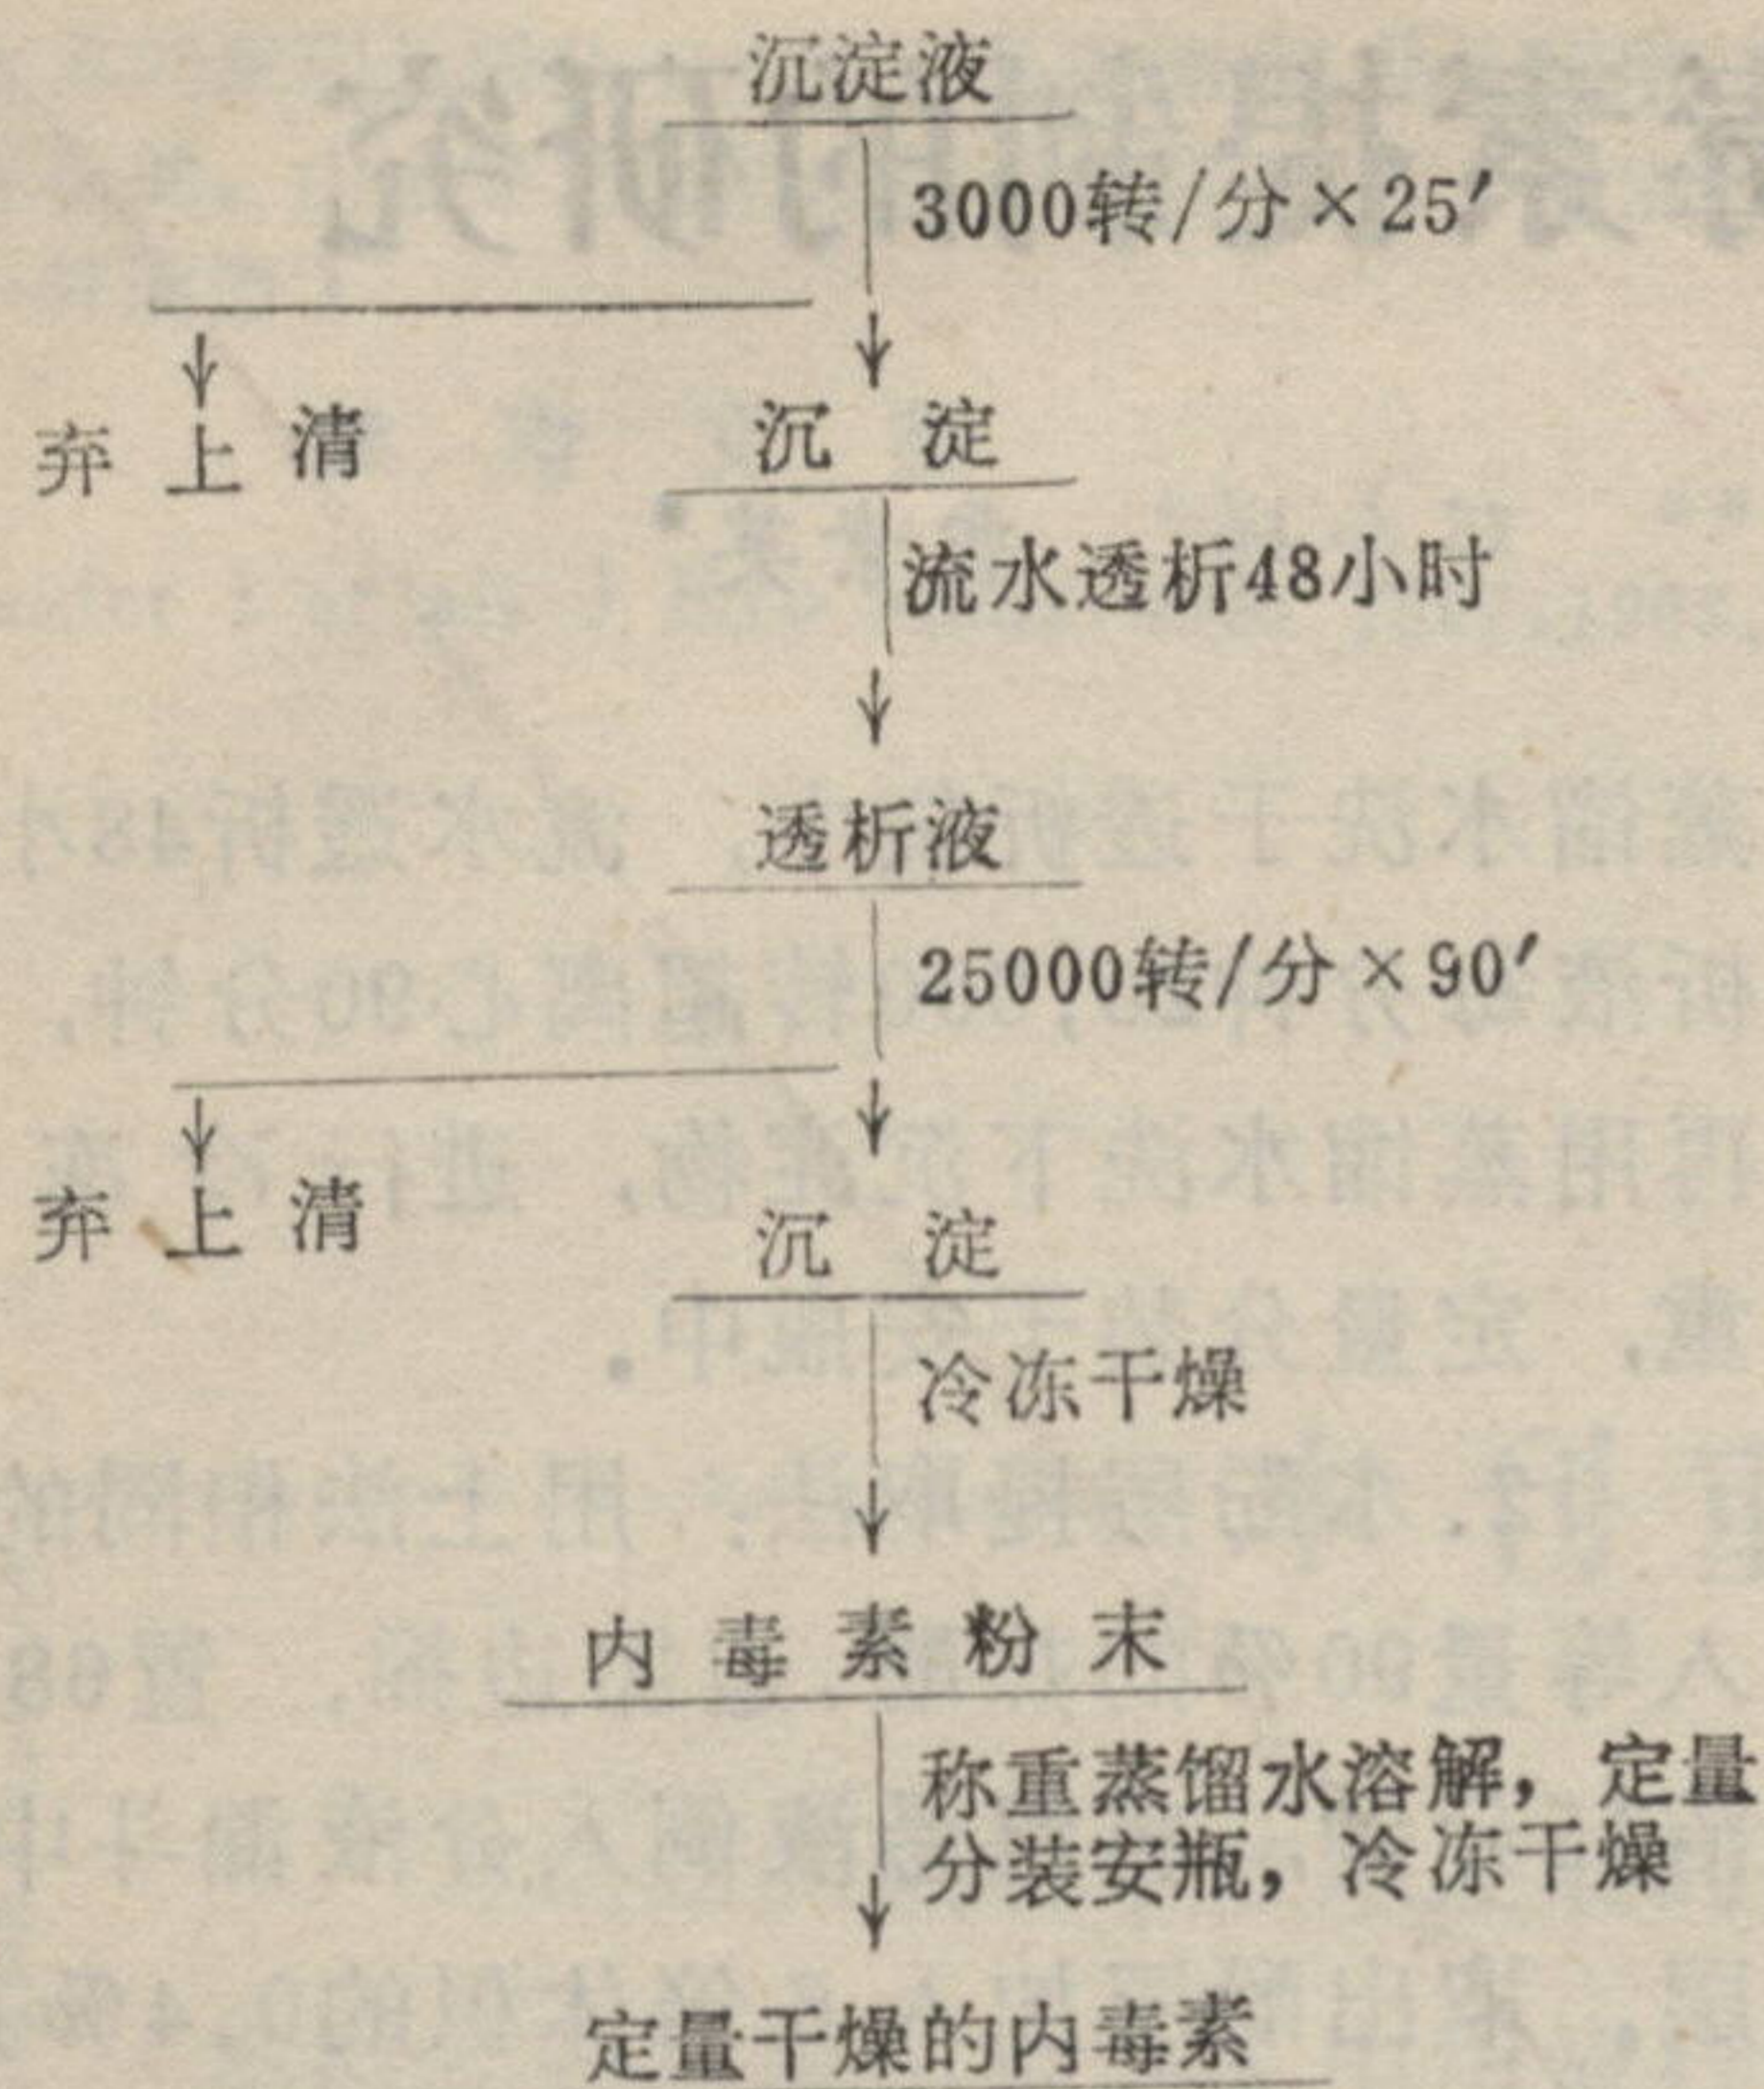 沉淀液
3000转/分×25′
弃上清
沉 淀
流水透析48小时
透析液
25000转/分×90′
弃上清
沉 淀
冷冻干燥
内毒素粉末
称重蒸馏水溶解，定量
分装安瓶，冷冻干燥
定量干燥的内毒素